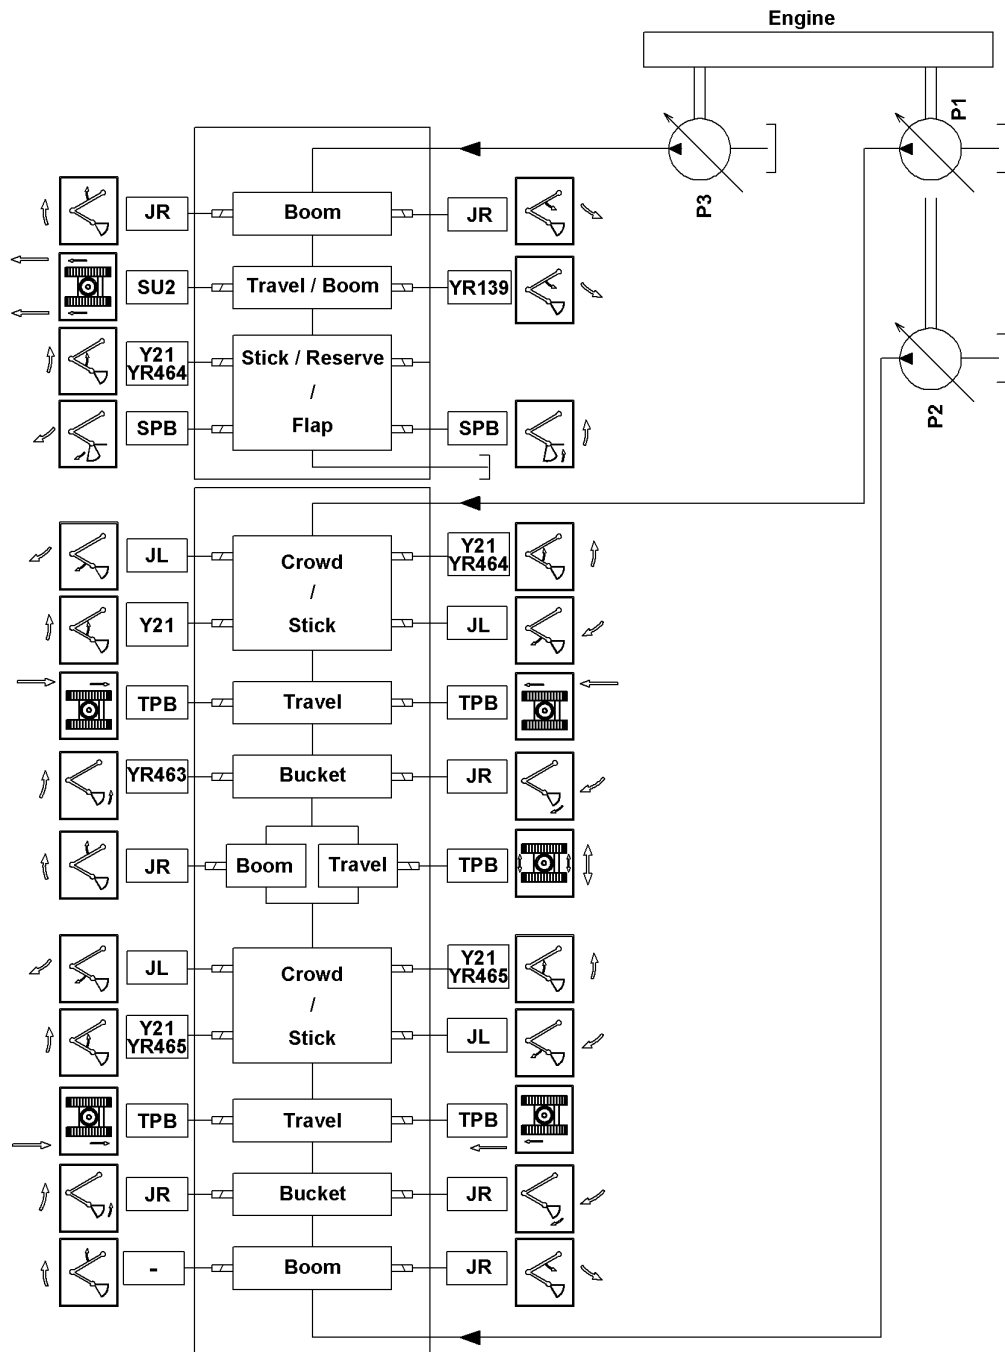 Engine
P1
P3
JR
Boom
JR
SU2
Travel / Boom
YR139
Y21
YR464
Stick / Reserve
/
Flap
SPB
SPB
P2
JL
Crowd
/
Stick
Y21
YR464
Y21
JL
TPB
Travel
TPB
YR463
Bucket
JR
JR
Boom
Travel
TPB
JL
Crowd
/
Stick
Y21
YR465
Y21
YR465
JL
TPB
Travel
TPB
JR
Bucket
JR
-
Boom
JR